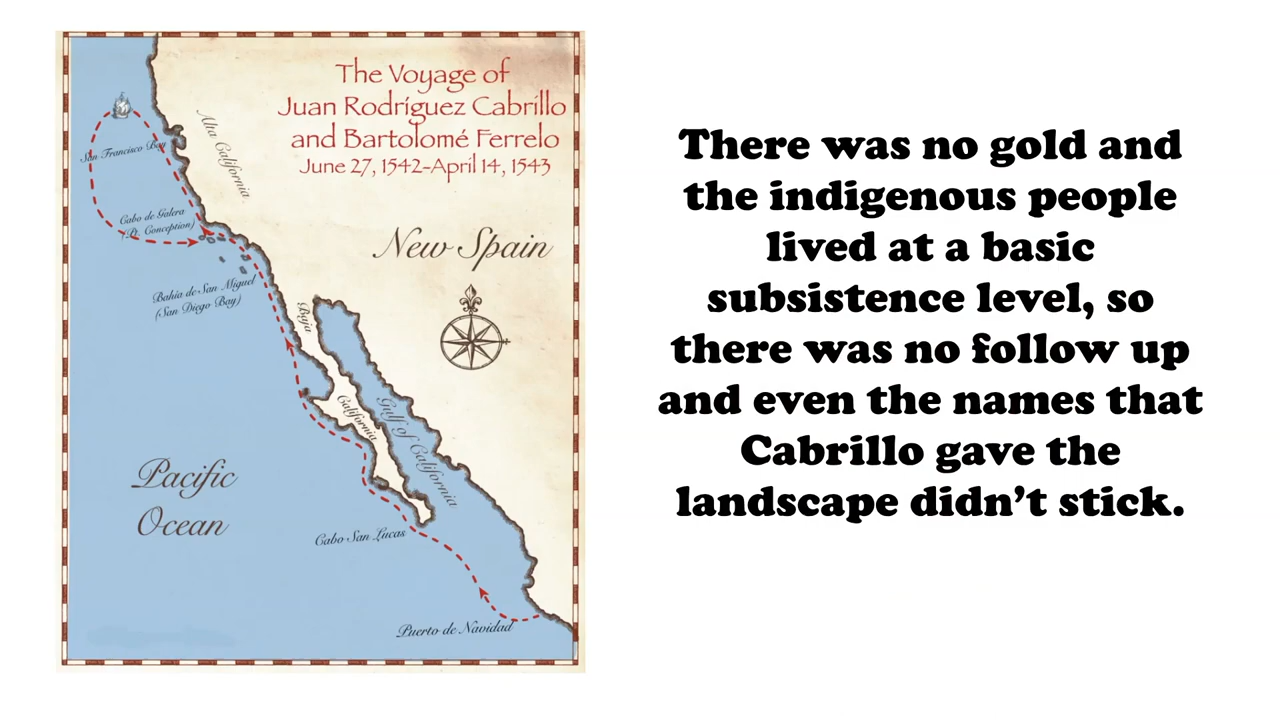 The Voyage of
Juan Rodríguez Cabrillo
and Bartolomé Ferrelo
June 27, 1542-April 14, 1543
Alta California
San Francisco Bay
New Spain
Cabo de Galera
(Pt. Conception)
Bahia de San Miguel
(San Diego Bay)
Baja
California
Gulf of California
Pacific
Ocean
Cabo San Lucas
Puerto de Navidad
There was no gold and
the indigenous people
lived at a basic
subsistence level, so
there was no follow up
and even the names that
Cabrillo gave the
landscape didn’t stick.